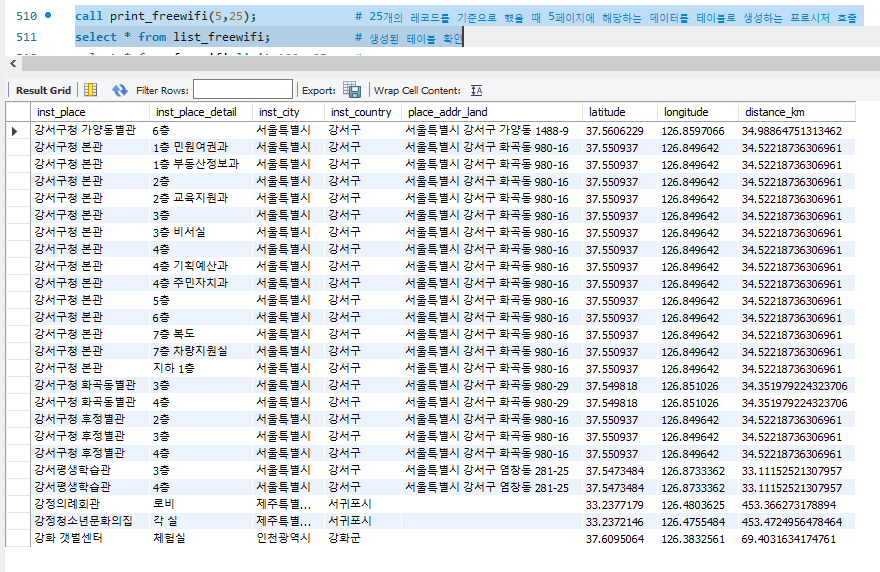 510 call print_freewifi(5,25); # 25개의 레코드를 기준으로 했을 때 5페이지에 해당하는 데이터를 테이블로 생성하는 프로시저 호출
511 select * from list_freewifi; # 생성된 테이블 확인
Result Grid Filter Rows: Export: Wrap Cell Content:
inst_place inst_place_detail inst_city inst_country place_addr_land latitude longitude distance_km
강서구청 가양동별관 6층 서울특별시 강서구 서울특별시 강서구 가양동 1488-9 37.5606229 126.8597066 34.98864751313462
강서구청 본관 1층 민원여권과 서울특별시 강서구 서울특별시 강서구 화곡동 980-16 37.550937 126.849642 34.52218736306961
강서구청 본관 1층 부동산정보과 서울특별시 강서구 서울특별시 강서구 화곡동 980-16 37.550937 126.849642 34.52218736306961
강서구청 본관 2층 서울특별시 강서구 서울특별시 강서구 화곡동 980-16 37.550937 126.849642 34.52218736306961
강서구청 본관 2층 교육지원과 서울특별시 강서구 서울특별시 강서구 화곡동 980-16 37.550937 126.849642 34.52218736306961
강서구청 본관 3층 서울특별시 강서구 서울특별시 강서구 화곡동 980-16 37.550937 126.849642 34.52218736306961
강서구청 본관 3층 비서실 서울특별시 강서구 서울특별시 강서구 화곡동 980-16 37.550937 126.849642 34.52218736306961
강서구청 본관 4층 서울특별시 강서구 서울특별시 강서구 화곡동 980-16 37.550937 126.849642 34.52218736306961
강서구청 본관 4층 기획예산과 서울특별시 강서구 서울특별시 강서구 화곡동 980-16 37.550937 126.849642 34.52218736306961
강서구청 본관 4층 주민자치과 서울특별시 강서구 서울특별시 강서구 화곡동 980-16 37.550937 126.849642 34.52218736306961
강서구청 본관 5층 서울특별시 강서구 서울특별시 강서구 화곡동 980-16 37.550937 126.849642 34.52218736306961
강서구청 본관 6층 서울특별시 강서구 서울특별시 강서구 화곡동 980-16 37.550937 126.849642 34.52218736306961
강서구청 본관 7층 복도 서울특별시 강서구 서울특별시 강서구 화곡동 980-16 37.550937 126.849642 34.52218736306961
강서구청 본관 7층 차량지원실 서울특별시 강서구 서울특별시 강서구 화곡동 980-16 37.550937 126.849642 34.52218736306961
강서구청 본관 지하 1층 서울특별시 강서구 서울특별시 강서구 화곡동 980-16 37.550937 126.849642 34.52218736306961
강서구청 화곡동별관 3층 서울특별시 강서구 서울특별시 강서구 화곡동 980-29 37.549818 126.851026 34.351979224323706
강서구청 화곡동별관 4층 서울특별시 강서구 서울특별시 강서구 화곡동 980-29 37.549818 126.851026 34.351979224323706
강서구청 후정별관 2층 서울특별시 강서구 서울특별시 강서구 화곡동 980-16 37.550937 126.849642 34.52218736306961
강서구청 후정별관 3층 서울특별시 강서구 서울특별시 강서구 화곡동 980-16 37.550937 126.849642 34.52218736306961
강서구청 후정별관 4층 서울특별시 강서구 서울특별시 강서구 화곡동 980-16 37.550937 126.849642 34.52218736306961
강서평생학습관 3층 서울특별시 강서구 서울특별시 강서구 염창동 281-25 37.5473484 126.8733362 33.11152521307957
강서평생학습관 4층 서울특별시 강서구 서울특별시 강서구 염창동 281-25 37.5473484 126.8733362 33.11152521307957
강정의례회관 로비 제주특별... 서귀포시 33.2377179 126.4803625 453.366273178894
강정청소년문화의집 각 실 제주특별... 서귀포시 33.2372146 126.4755484 453.4724956478464
강화 갯벌센터 체험실 인천광역시 강화군 37.6095064 126.3832561 69.4031634174761